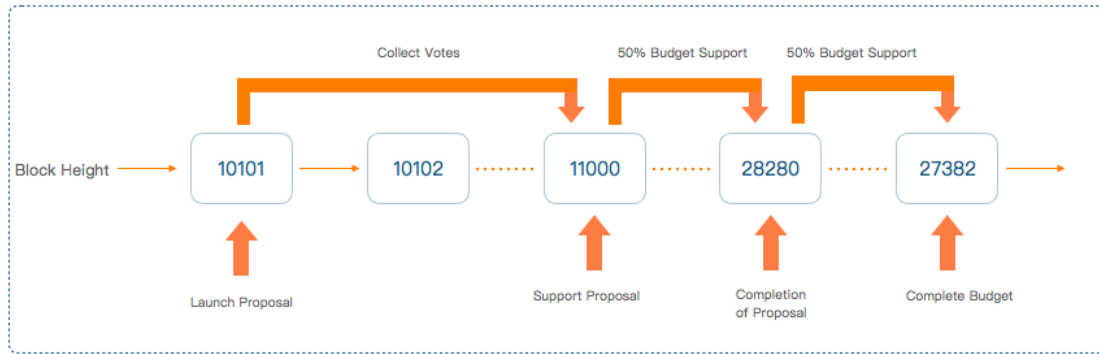 Collect Votes
50% Budget Support
50% Budget Support
Block Height
10101
10102
11000
28280
27382
Launch Proposal
Support Proposal
Completion
of Proposal
Complete Budget